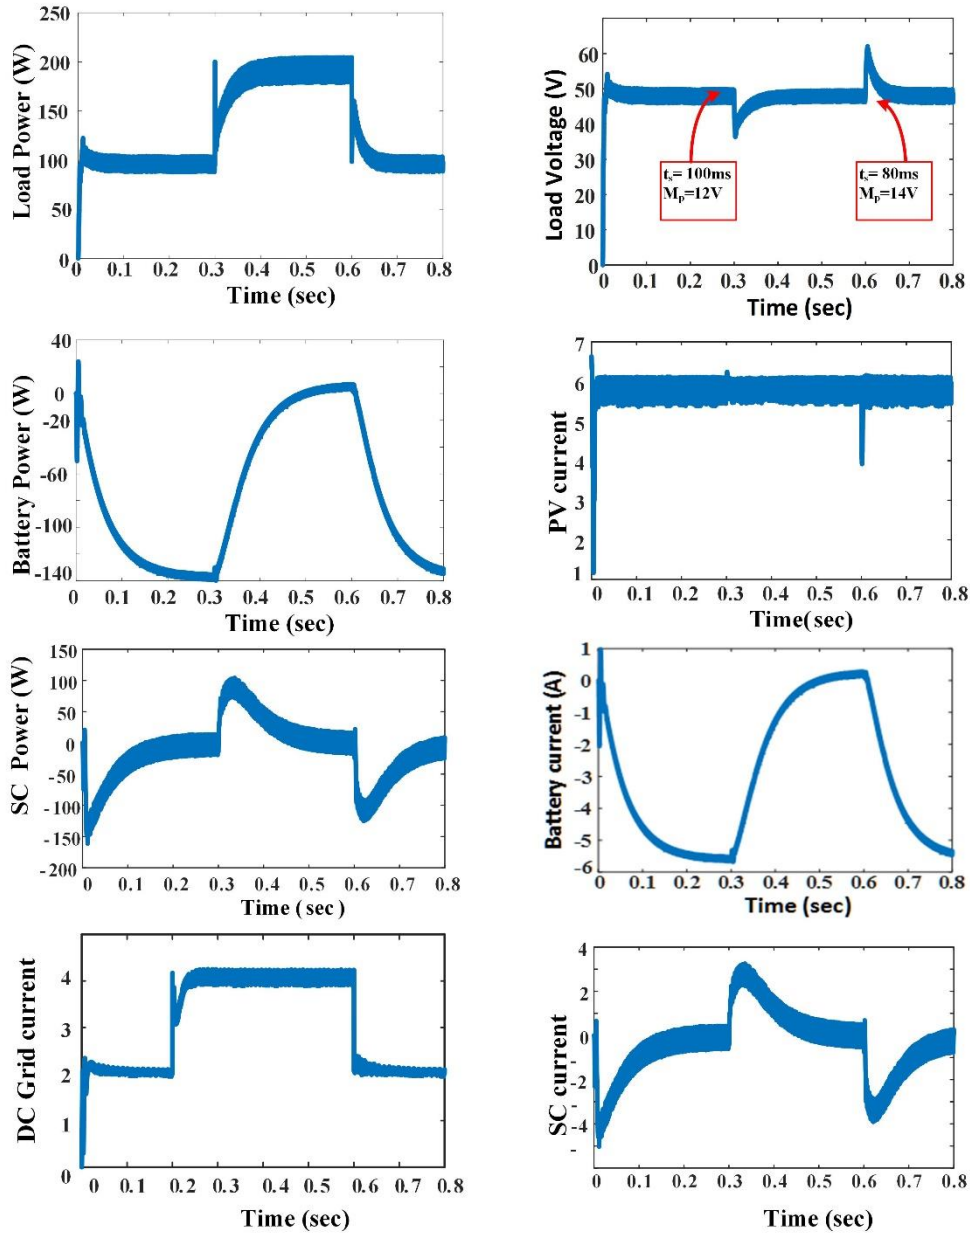 Load Power (W)
250
200
150
100
50
0
0 0.1 0.2 0.3 0.4 0.5 0.6 0.7 0.8
Time (sec)
Load Voltage (V)
60
50
40
30
20
10
0
tₛ= 100ms
Mₚ=12V
tₛ= 80ms
Mₚ=14V
0 0.1 0.2 0.3 0.4 0.5 0.6 0.7 0.8
Time (sec)
Battery Power (W)
40
0
-20
-60
-100
-140
0 0.1 0.2 0.3 0.4 0.5 0.6 0.7 0.8
Time (sec)
PV current
7
6
5
4
3
2
1
0 0.1 0.2 0.3 0.4 0.5 0.6 0.7 0.8
Time(sec)
SC Power (W)
150
100
50
0
-50
-100
-150
-200
0 0.1 0.2 0.3 0.4 0.5 0.6 0.7 0.8
Time (sec)
Battery current (A)
1
0
-1
-2
-3
-4
-5
-6
0 0.1 0.2 0.3 0.4 0.5 0.6 0.7 0.8
Time (sec)
DC Grid current
4
3
2
1
0
0 0.1 0.2 0.3 0.4 0.5 0.6 0.7 0.8
Time (sec)
SC current
4
2
0
-
-2
-
-4
-
0 0.1 0.2 0.3 0.4 0.5 0.6 0.7 0.8
Time (sec)